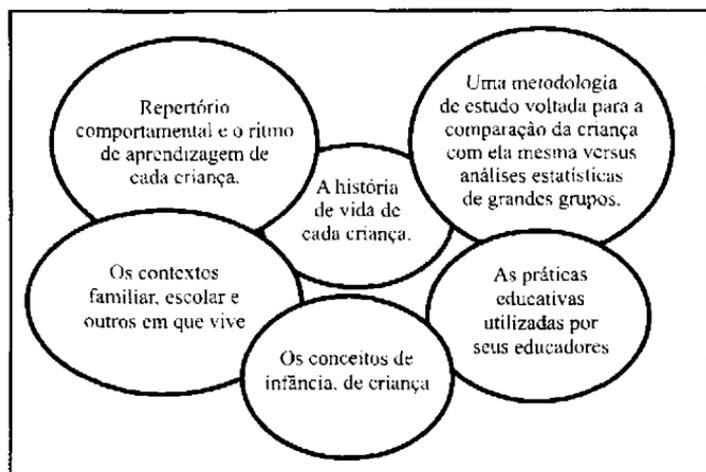 Repertório
comportamental e o ritmo
de aprendizagem de
cada criança.
Uma metodologia
de estudo voltada para a
comparação da criança
com ela mesma versus
análises estatísticas
de grandes grupos.
A história
de vida de
cada criança.
Os contextos
familiar, escolar e
outros em que vive
As práticas
educativas
utilizadas por
seus educadores
Os conceitos de
infância, de criança